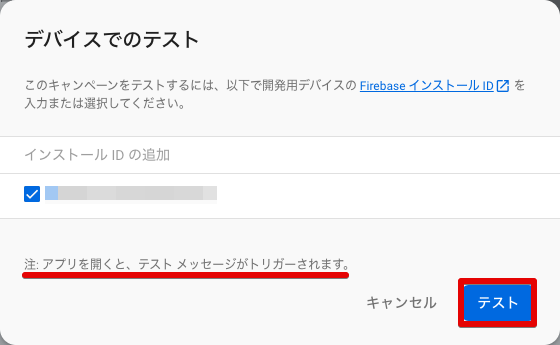 デバイスでのテスト
このキャンペーンをテストするには、以下で開発用デバイスの Firebase インストール ID を
入力または選択してください。
インストール ID の追加
注: アプリを開くと、テスト メッセージがトリガーされます。
キャンセル
テスト